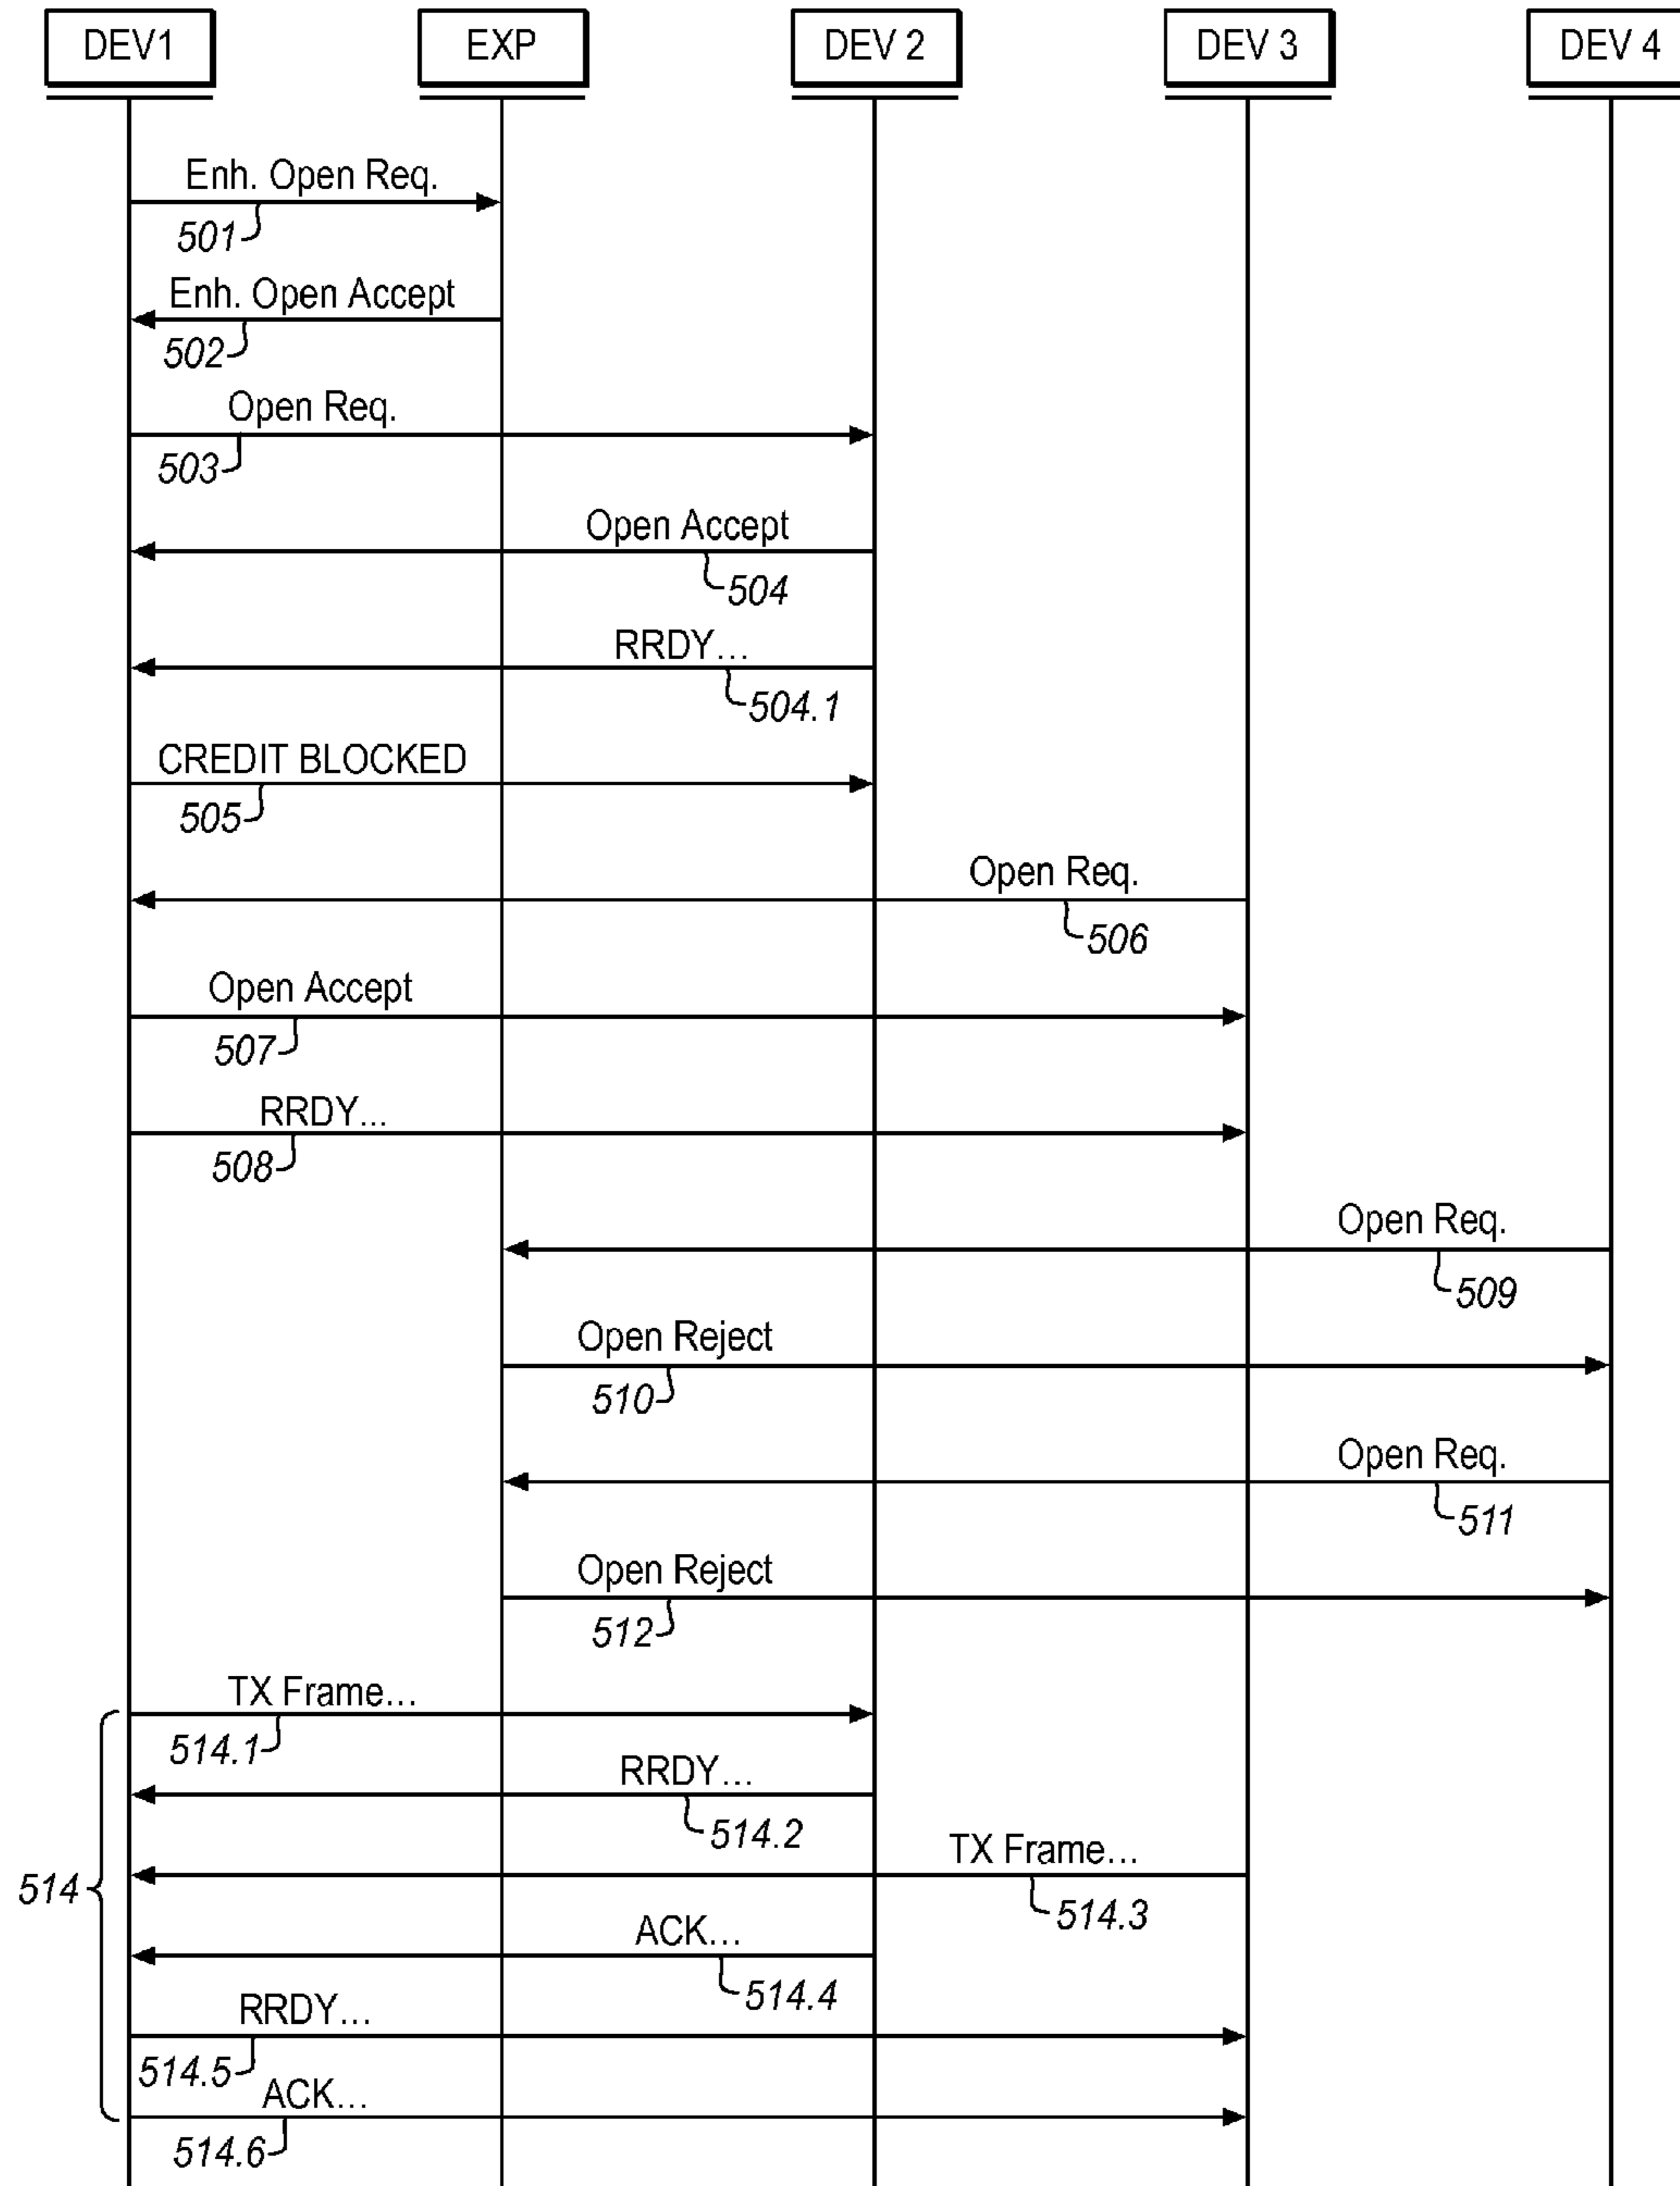 DEV1 EXP DEV 2 DEV 3 DEV 4
Enh. Open Req.
501
Enh. Open Accept
502
Open Req.
503
Open Accept
504
RRDY...
504.1
CREDIT BLOCKED
505
Open Req.
506
Open Accept
507
RRDY...
508
Open Req.
509
Open Reject
510
Open Req.
511
Open Reject
512
TX Frame...
514.1
RRDY...
514.2
TX Frame...
514
514.3
ACK...
514.4
RRDY...
514.5
ACK...
514.6